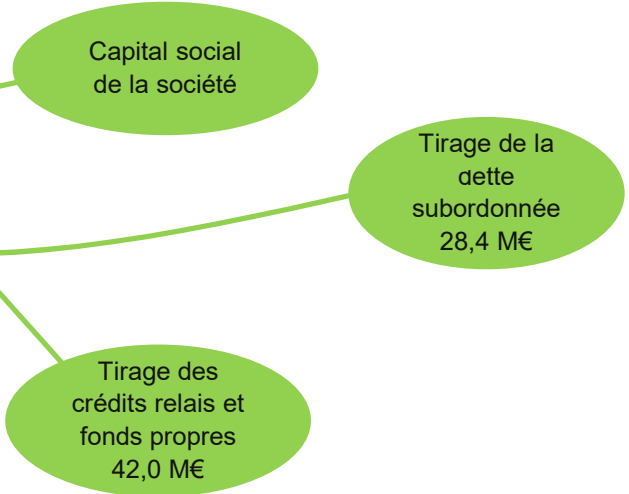 Capital social
de la société
Tirage de la
dette
subordonnée
28,4 M€
Tirage des
crédits relais et
fonds propres
42,0 M€